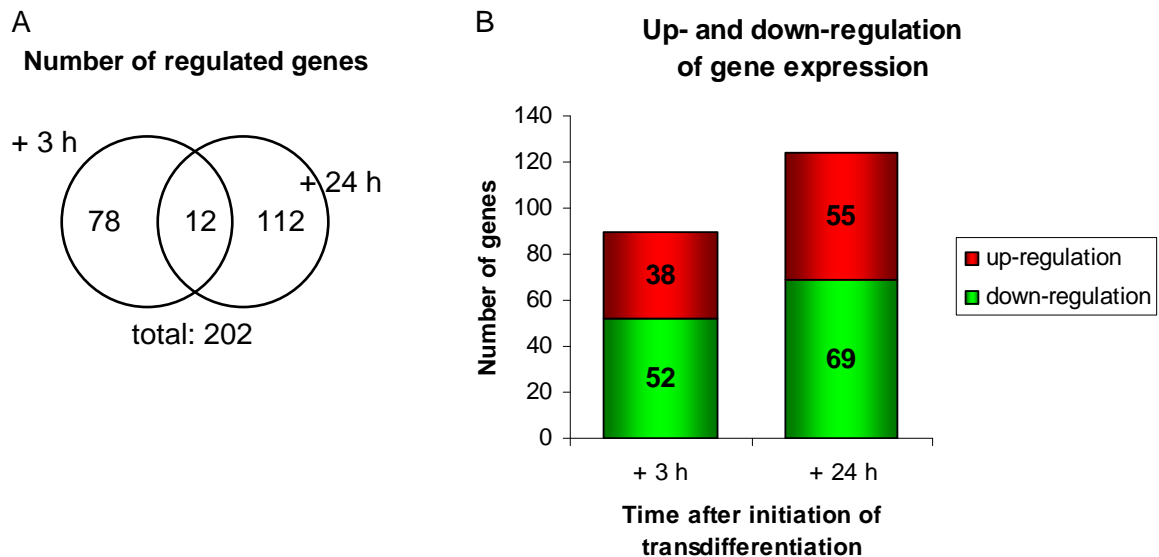 A
Number of regulated genes
+ 3 h
+ 24 h
78
12
112
total: 202
B
Up- and down-regulation
of gene expression
Number of genes
140
120
100
80
60
40
20
0
38
52
55
69
+ 3 h
+ 24 h
Time after initiation of
transdifferentiation
up-regulation
down-regulation